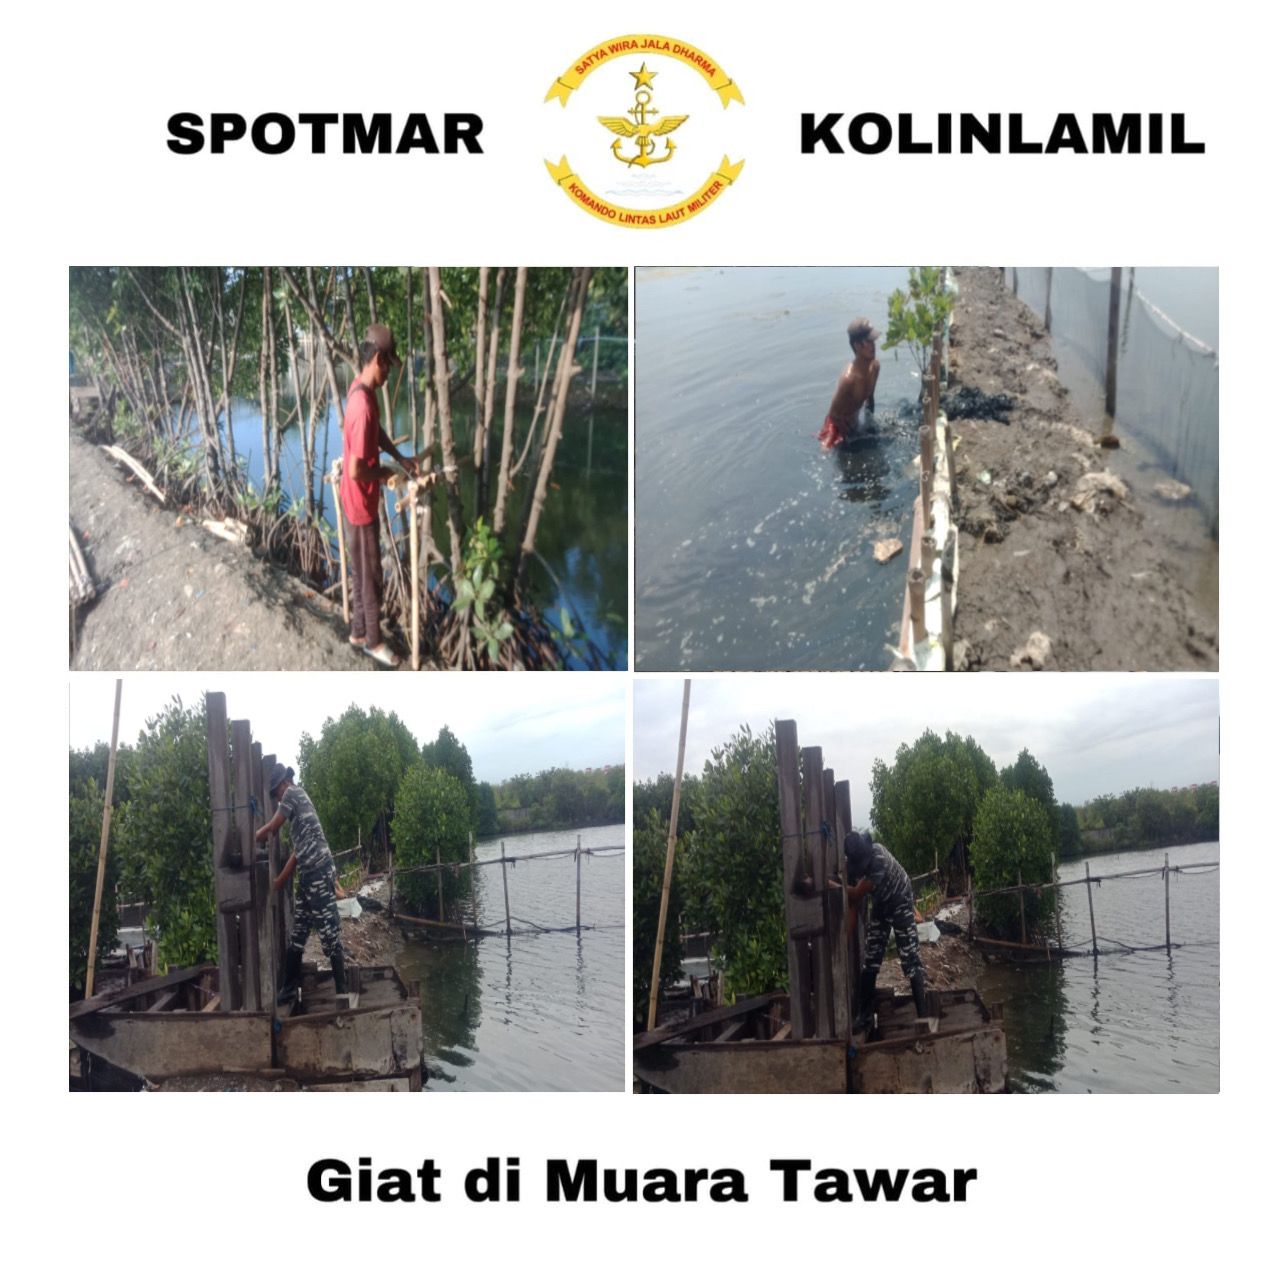 SATYA WIRA JALA DHARMA
SPOTMAR
KOLINLAMIL
KOMANDO LINTAS LAUT MILITER
Giat di Muara Tawar